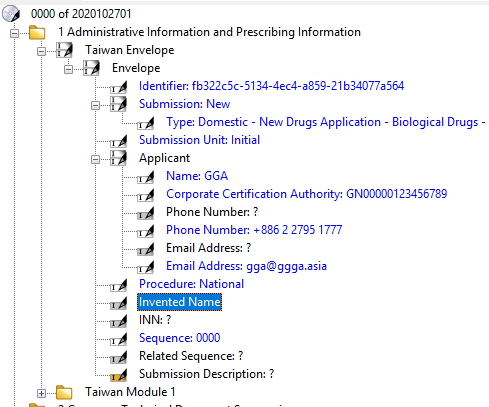 0000 of 2020102701
1 Administrative Information and Prescribing Information
Taiwan Envelope
Envelope
Identifier: fb322c5c-5134-4ec4-a859-21b34077a564
Submission: New
Type: Domestic - New Drugs Application - Biological Drugs -
Submission Unit: Initial
Applicant
Name: GGA
Corporate Certification Authority: GN00000123456789
Phone Number: ?
Phone Number: +886 2 2795 1777
Email Address: ?
Email Address: gga@ggga.asia
Procedure: National
Invented Name
INN: ?
Sequence: 0000
Related Sequence: ?
Submission Description: ?
Taiwan Module 1